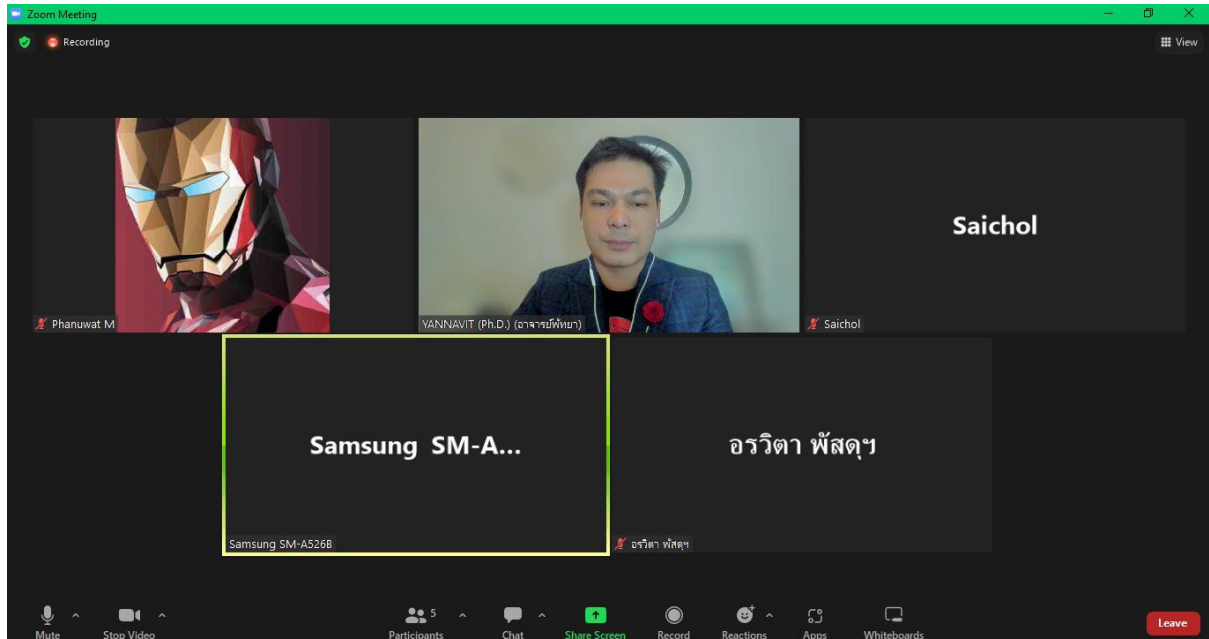 Zoom Meeting
Recording
View
Phanuwat M
YANNAVIT (Ph.D.) (อาจารย์พัทยา)
Saichol
Saichol
Samsung SM-A...
Samsung SM-A526B
อรวิตา พัสดุฯ
อรวิตา พัสดุฯ
Mute
Stop Video
5
Participants
Chat
Share Screen
Record
Reactions
Apps
Whiteboards
Leave